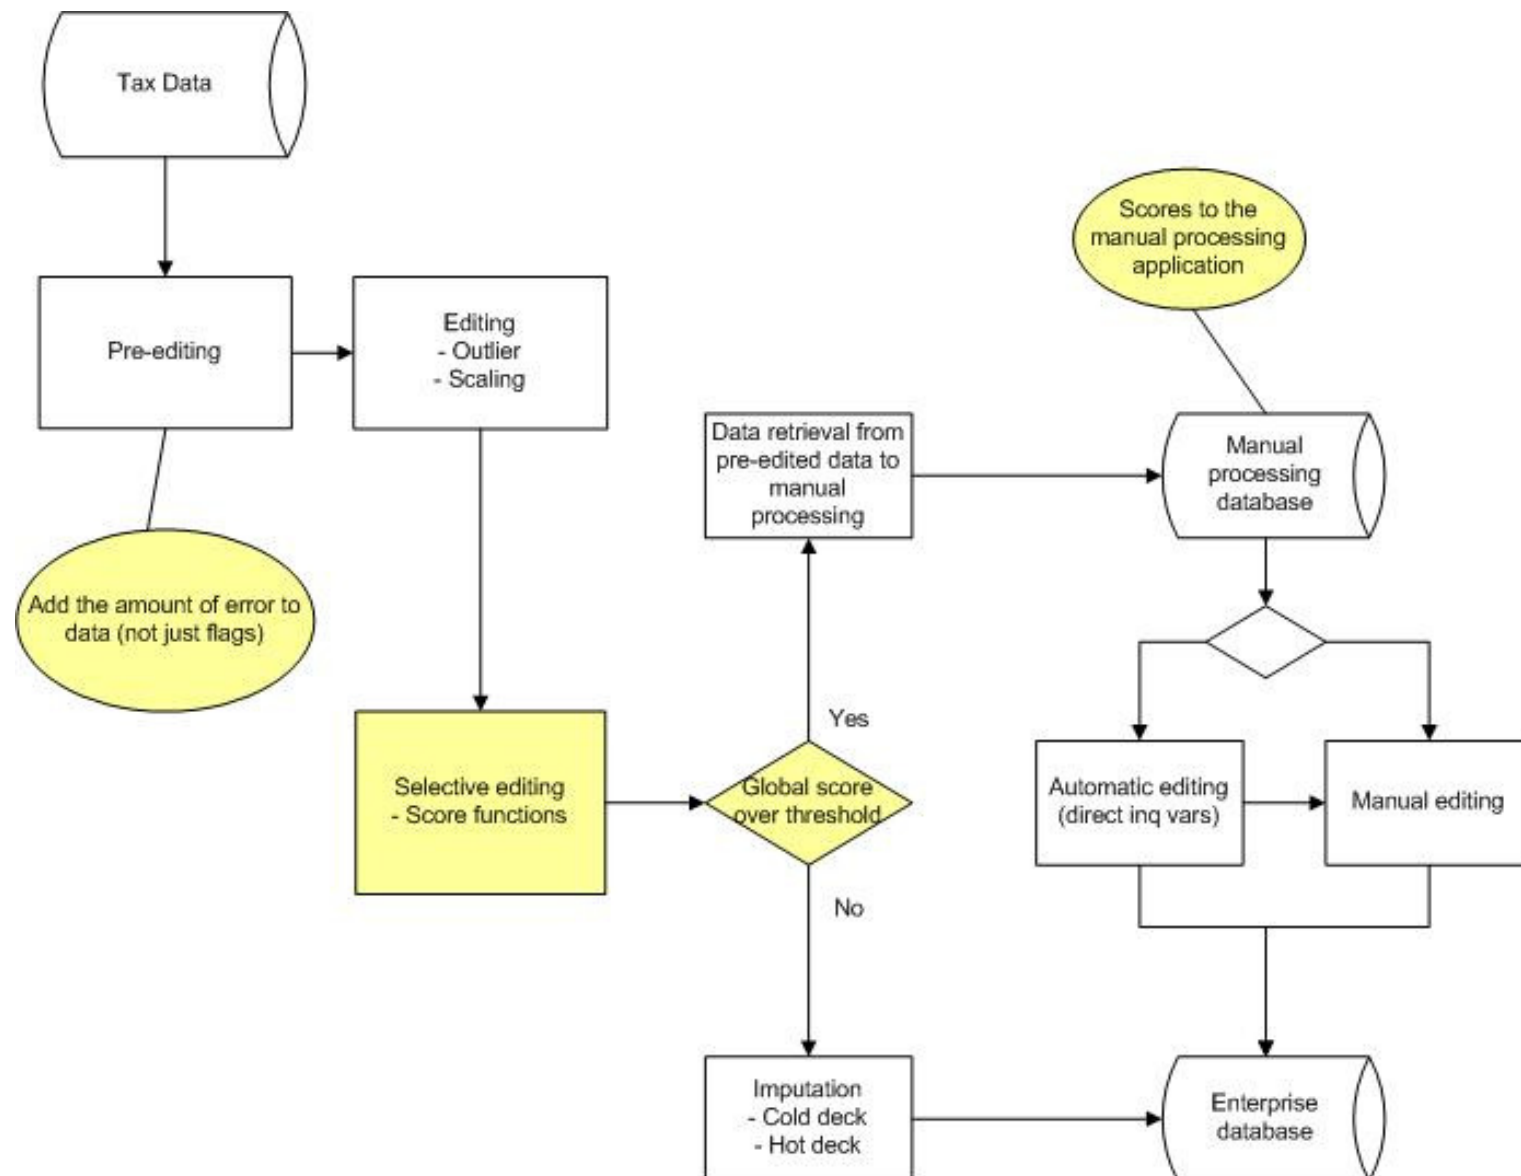 Tax Data
Pre-editing
Editing
- Outlier
- Scaling
Add the amount of error to
data (not just flags)
Selective editing
- Score functions
Global score
over threshold
Yes
No
Data retrieval from
pre-edited data to
manual
processing
Scores to the
manual processing
application
Manual
processing
database
Automatic editing
(direct inq vars)
Manual editing
Imputation
- Cold deck
- Hot deck
Enterprise
database